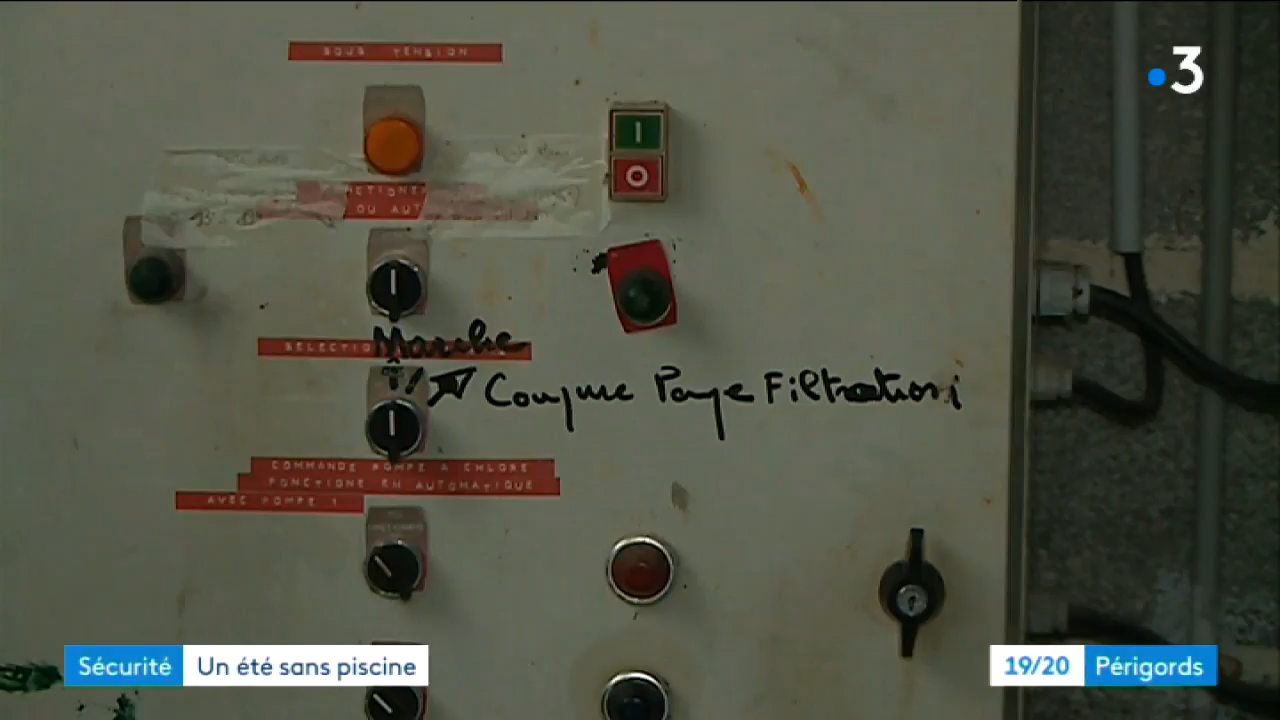 SOUS TENSION
3
I
O
OU AUT
Marche
SELECTIO
Coupure Pompe Filtration
COMMANDE POMPE A CHLORE
FONCTIONE EN AUTOMATIQUE
AVEC POMPE 1
Sécurité Un été sans piscine
19/20 Périgords